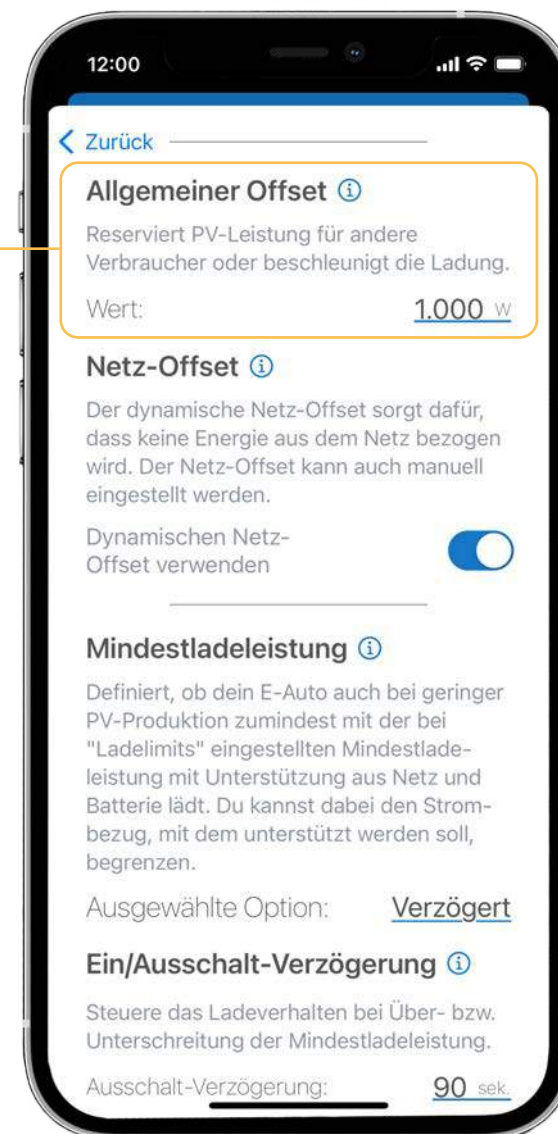 12:00
Zurück
Allgemeiner Offset
Reserviert PV-Leistung für andere
Verbraucher oder beschleunigt die Ladung.
Wert: 1.000 W
Netz-Offset
Der dynamische Netz-Offset sorgt dafür,
dass keine Energie aus dem Netz bezogen
wird. Der Netz-Offset kann auch manuell
eingestellt werden.
Dynamischen Netz-
Offset verwenden
Mindestladeleistung
Definiert, ob dein E-Auto auch bei geringer
PV-Produktion zumindest mit der bei
"Ladelimits" eingestellten Mindestlade-
leistung mit Unterstützung aus Netz und
Batterie lädt. Du kannst dabei den Strom-
bezug, mit dem unterstützt werden soll,
begrenzen.
Ausgewählte Option: Verzögert
Ein/Ausschalt-Verzögerung
Steuere das Ladeverhalten bei Über- bzw.
Unterschreitung der Mindestladeleistung.
Ausschalt-Verzögerung: 90 sek.